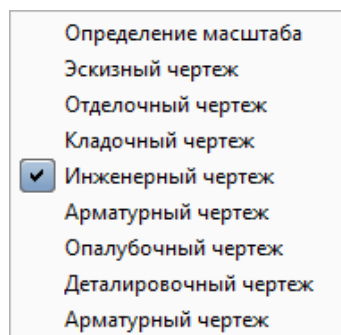 Определение масштаба
Эскизный чертеж
Отделочный чертеж
Кладочный чертеж
Инженерный чертеж
Арматурный чертеж
Опалубочный чертеж
Деталировочный чертеж
Арматурный чертеж